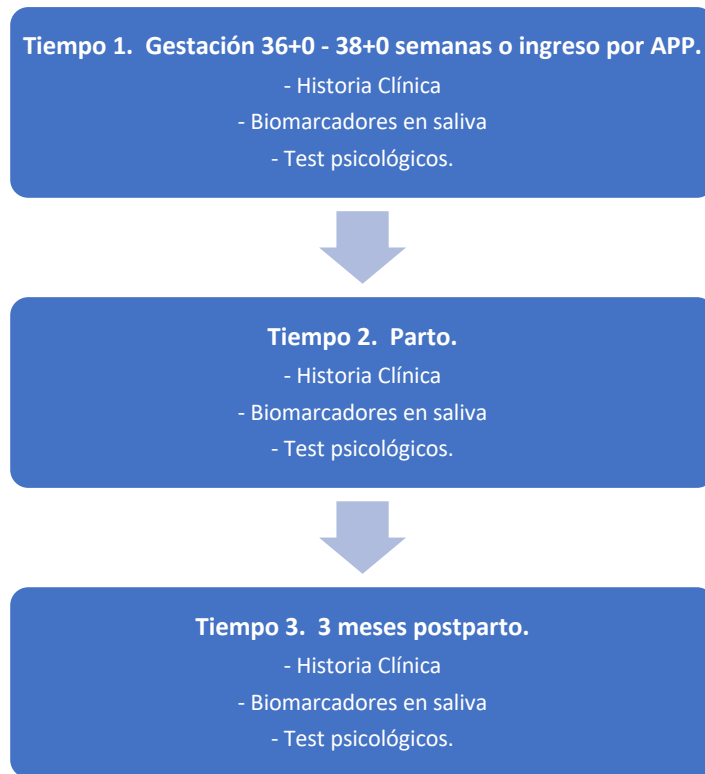 Tiempo 1.  Gestación 36+0 - 38+0 semanas o ingreso por APP.
- Historia Clínica
- Biomarcadores en saliva
- Test psicológicos.
Tiempo 2.  Parto.
- Historia Clínica
- Biomarcadores en saliva
- Test psicológicos.
Tiempo 3.  3 meses postparto.
- Historia Clínica
- Biomarcadores en saliva
- Test psicológicos.